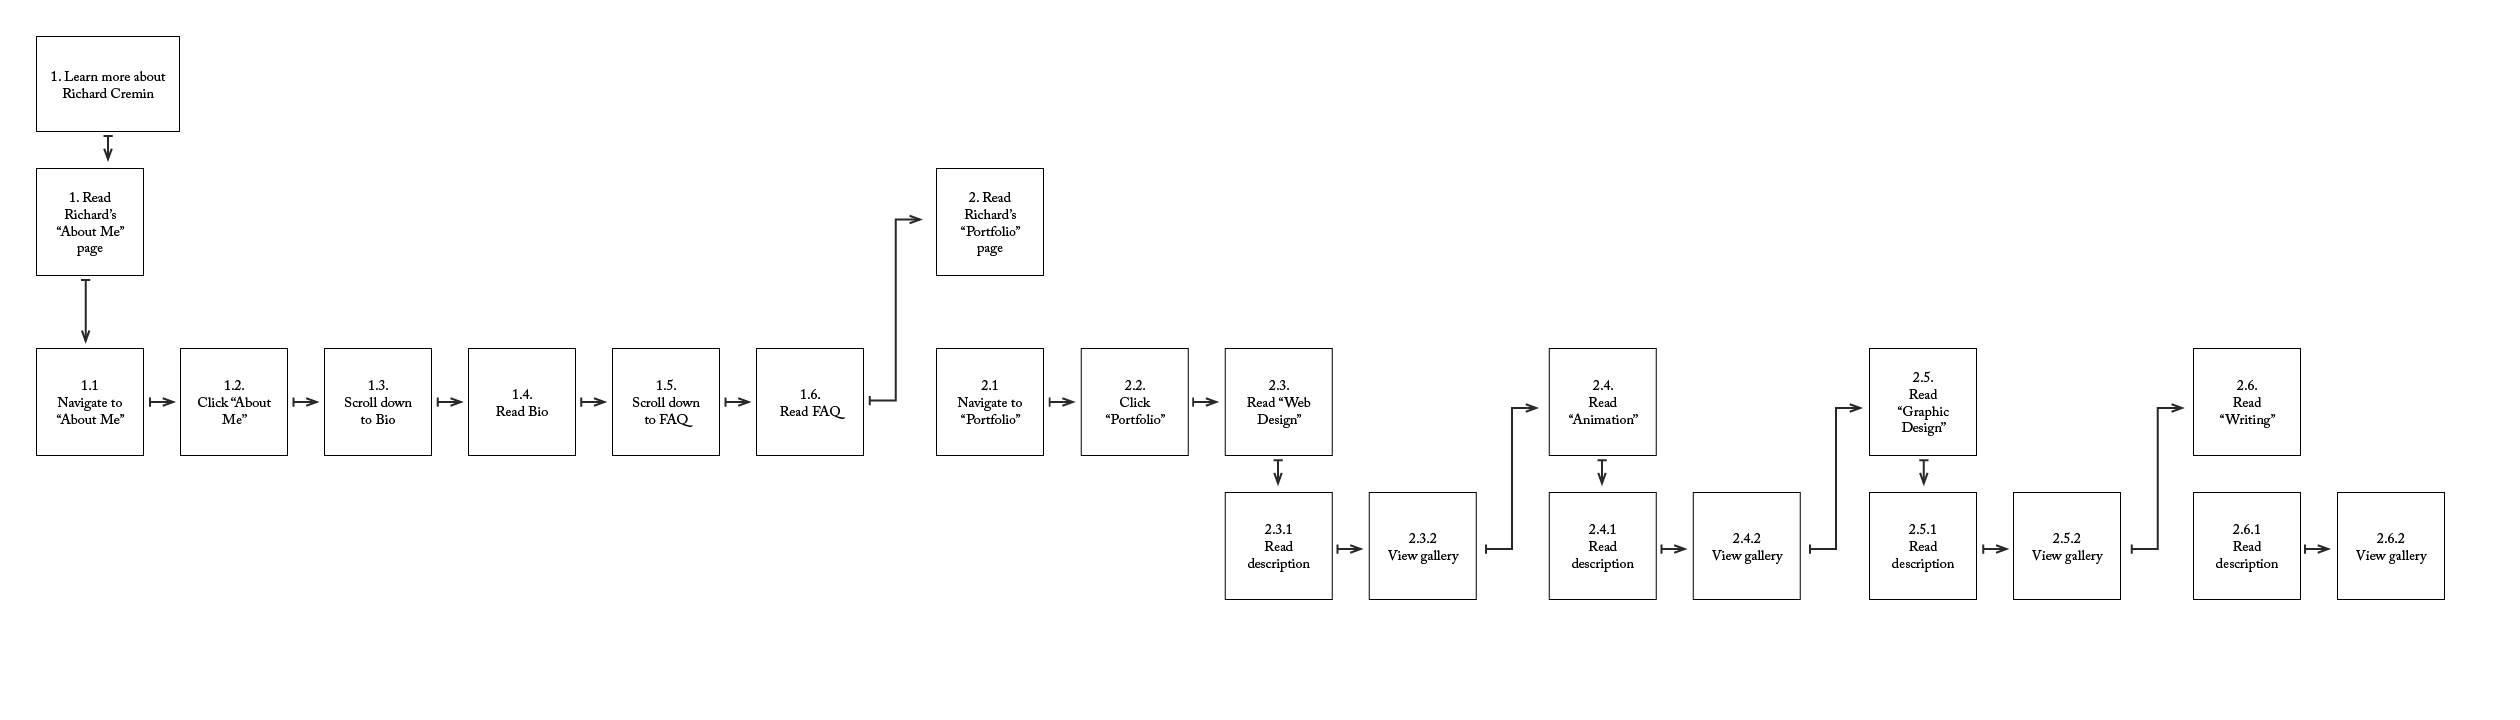 1. Learn more about
Richard Cremin
1. Read
Richard’s
“About Me”
page
2. Read
Richard’s
“Portfolio”
page
1.1
Navigate to
“About Me”
1.2.
Click “About
Me”
1.3.
Scroll down
to Bio
1.4.
Read Bio
1.5.
Scroll down
to FAQ
1.6.
Read FAQ
2.1
Navigate to
“Portfolio”
2.2.
Click
“Portfolio”
2.3.
Read “Web
Design”
2.4.
Read
“Animation”
2.5.
Read
“Graphic
Design”
2.6.
Read
“Writing”
2.3.1
Read
description
2.3.2
View gallery
2.4.1
Read
description
2.4.2
View gallery
2.5.1
Read
description
2.5.2
View gallery
2.6.1
Read
description
2.6.2
View gallery